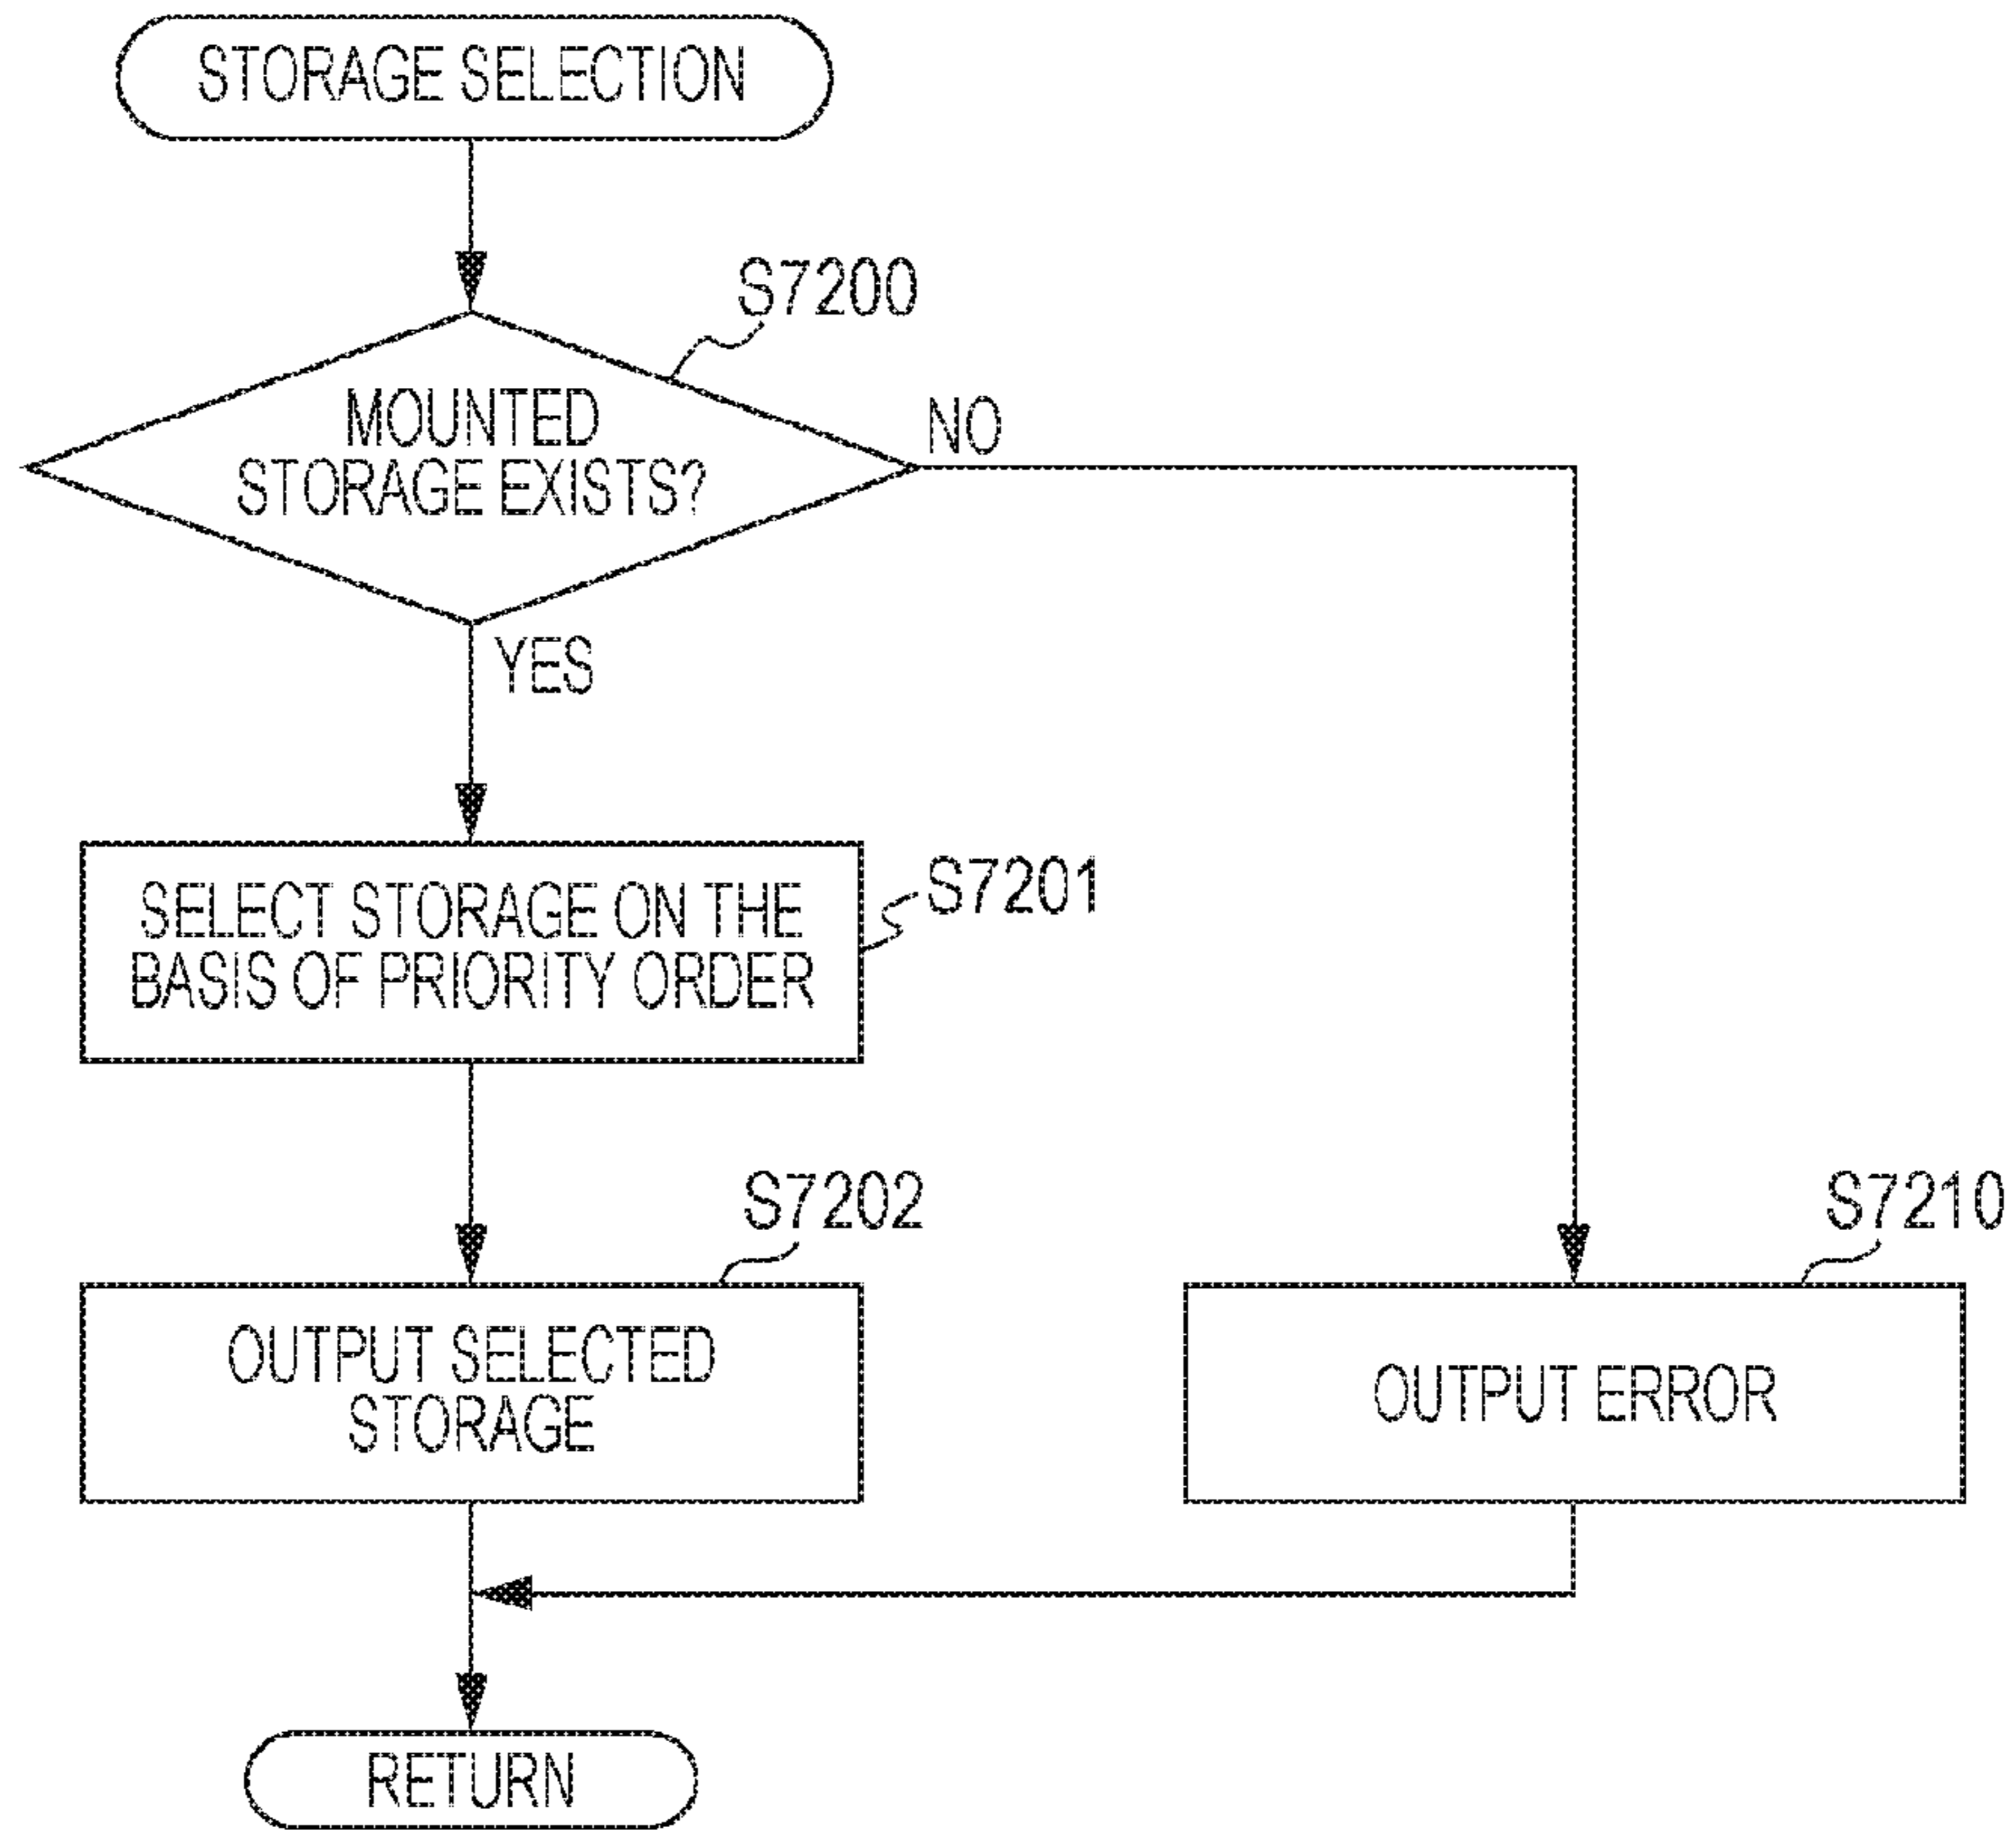 STORAGE SELECTION
S7200
MOUNTED
STORAGE EXISTS?
NO
YES
S7201
SELECT STORAGE ON THE
BASIS OF PRIORITY ORDER
S7202
OUTPUT SELECTED
STORAGE
S7210
OUTPUT ERROR
RETURN